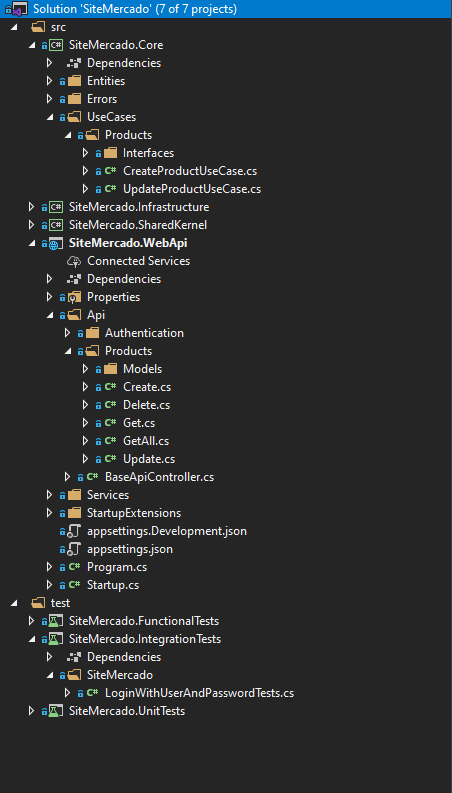 Solution 'SiteMercado' (7 of 7 projects)
src
SiteMercado.Core
Dependencies
Entities
Errors
UseCases
Products
Interfaces
CreateProductUseCase.cs
UpdateProductUseCase.cs
SiteMercado.Infrastructure
SiteMercado.SharedKernel
SiteMercado.WebApi
Connected Services
Dependencies
Properties
Api
Authentication
Products
Models
Create.cs
Delete.cs
Get.cs
GetAll.cs
Update.cs
BaseApiController.cs
Services
StartupExtensions
appsettings.Development.json
appsettings.json
Program.cs
Startup.cs
test
SiteMercado.FunctionalTests
SiteMercado.IntegrationTests
Dependencies
SiteMercado
LoginWithUserAndPasswordTests.cs
SiteMercado.UnitTests